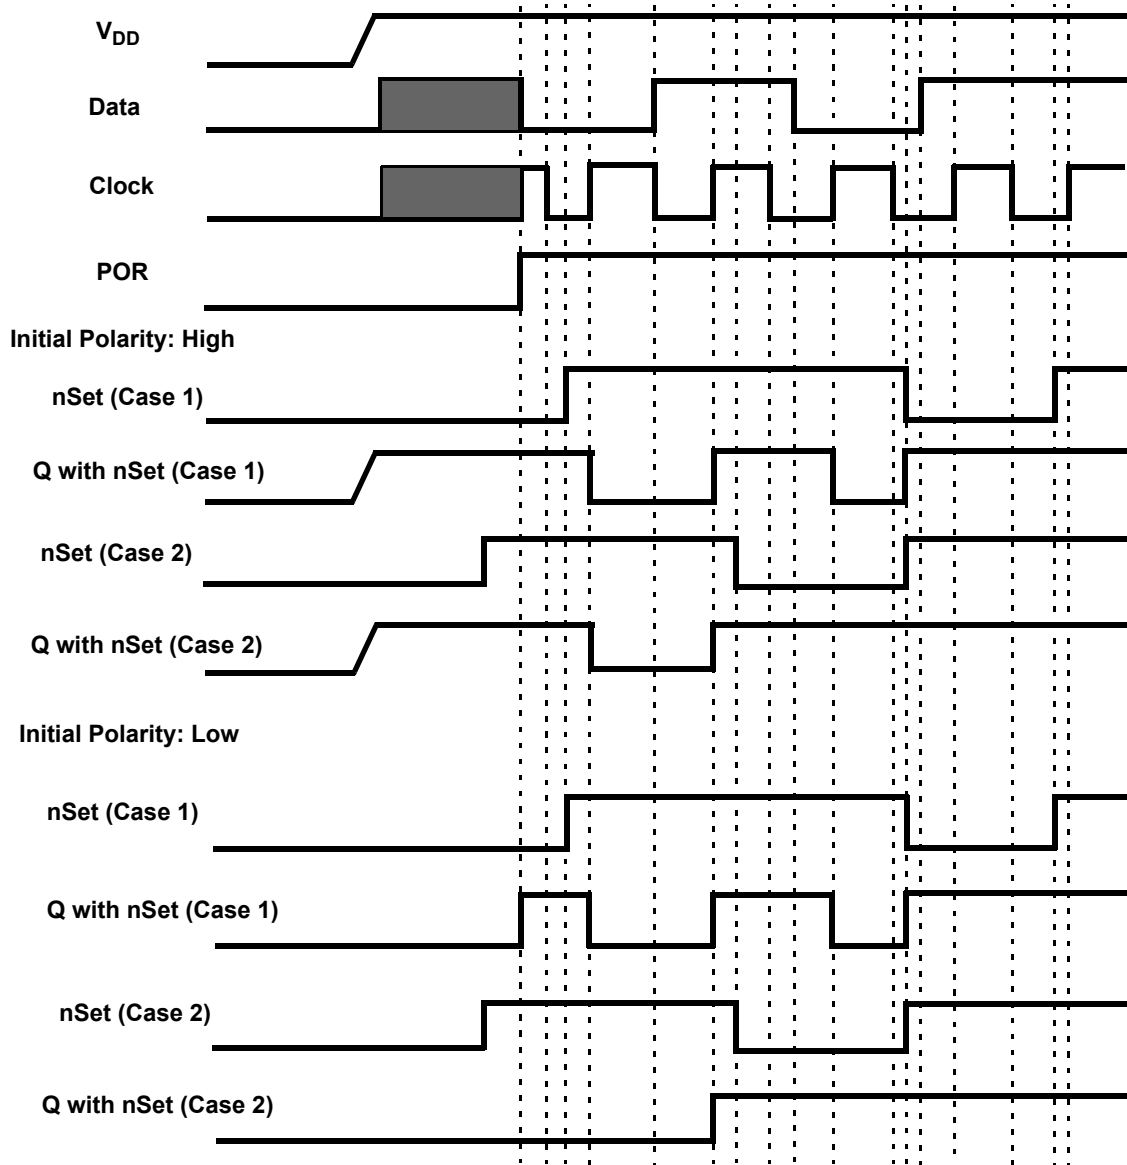 VDD
Data
Clock
POR
Initial Polarity: High
nSet (Case 1)
Q with nSet (Case 1)
nSet (Case 2)
Q with nSet (Case 2)
Initial Polarity: Low
nSet (Case 1)
Q with nSet (Case 1)
nSet (Case 2)
Q with nSet (Case 2)